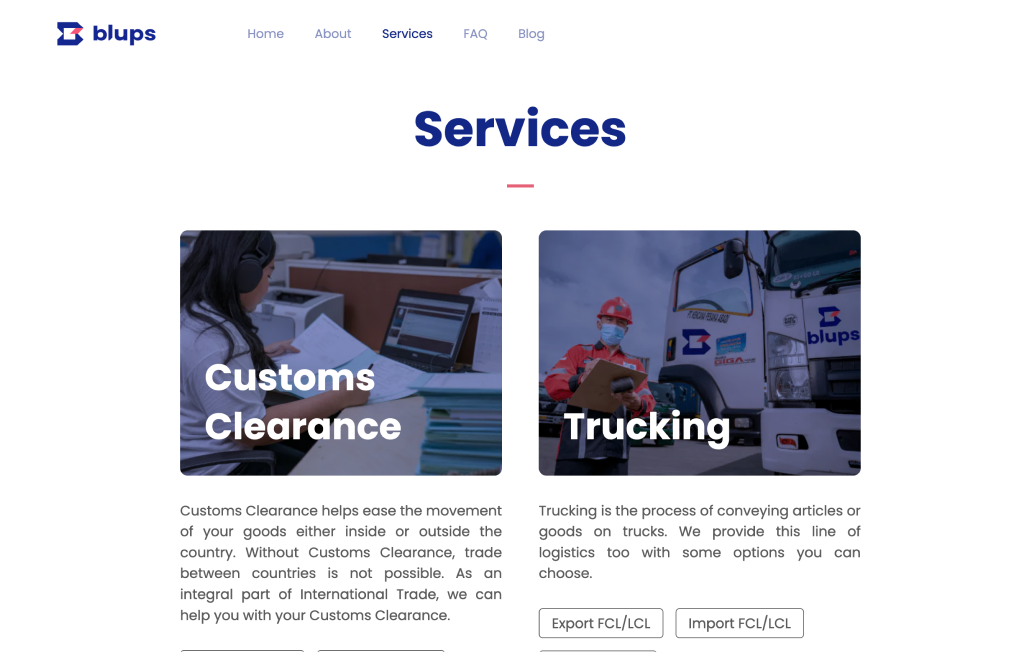 blups
Home About Services FAQ Blog
Services
Customs
Clearance
Trucking
blups
Customs Clearance helps ease the movement
of your goods either inside or outside the
country. Without Customs Clearance, trade
between countries is not possible. As an
integral part of International Trade, we can
help you with your Customs Clearance.
Trucking is the process of conveying articles or
goods on trucks. We provide this line of
logistics too with some options you can
choose.
Export FCL/LCL
Import FCL/LCL